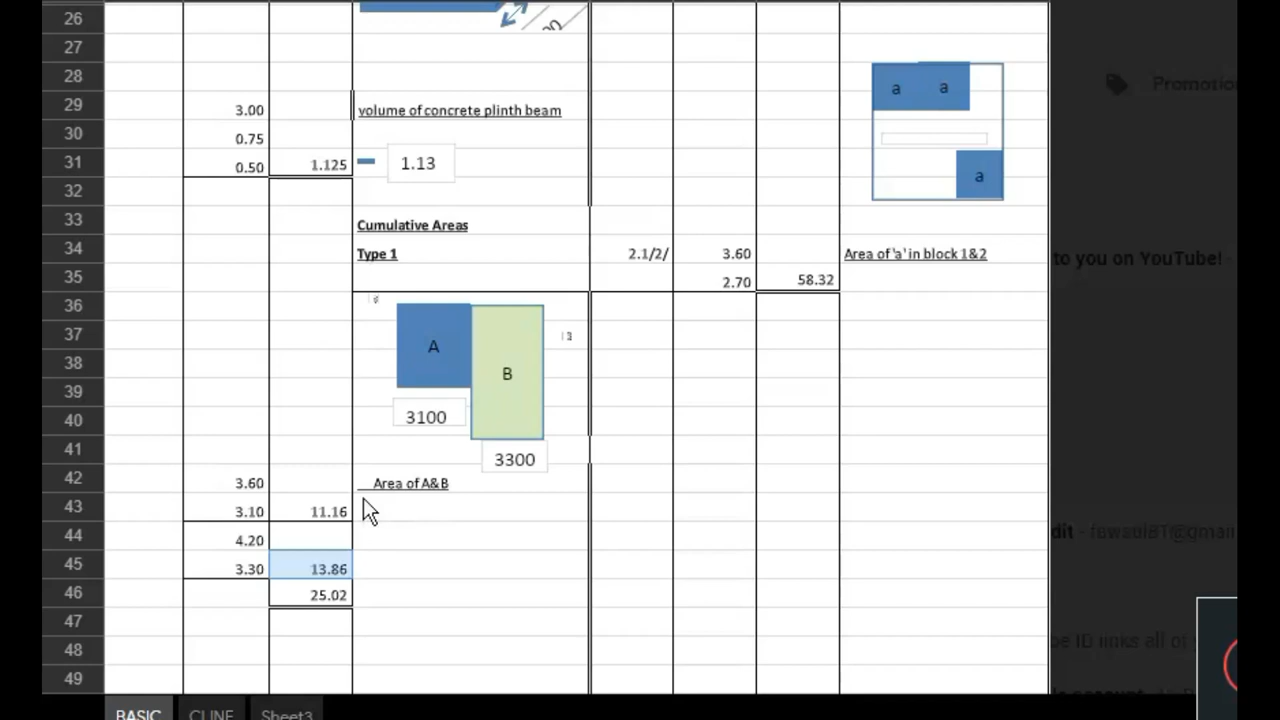 26
27
28
a a
29 3.00 volume of concrete plinth beam
30 0.75
31 0.50 1.125 1.13
a
32
33 Cumulative Areas
34 Type 1 2.1/2/ 3.60 Area of 'a' in block 1&2
35 2.70 58.32
36
37 A
38 B
39
40 3100
41 3300
42 3.60 Area of A&B
43 3.10 11.16
44 4.20
45 3.30 13.86
46 25.02
47
48
49
BASIC CLINE Sheet3
Promotion
to you on YouTube!